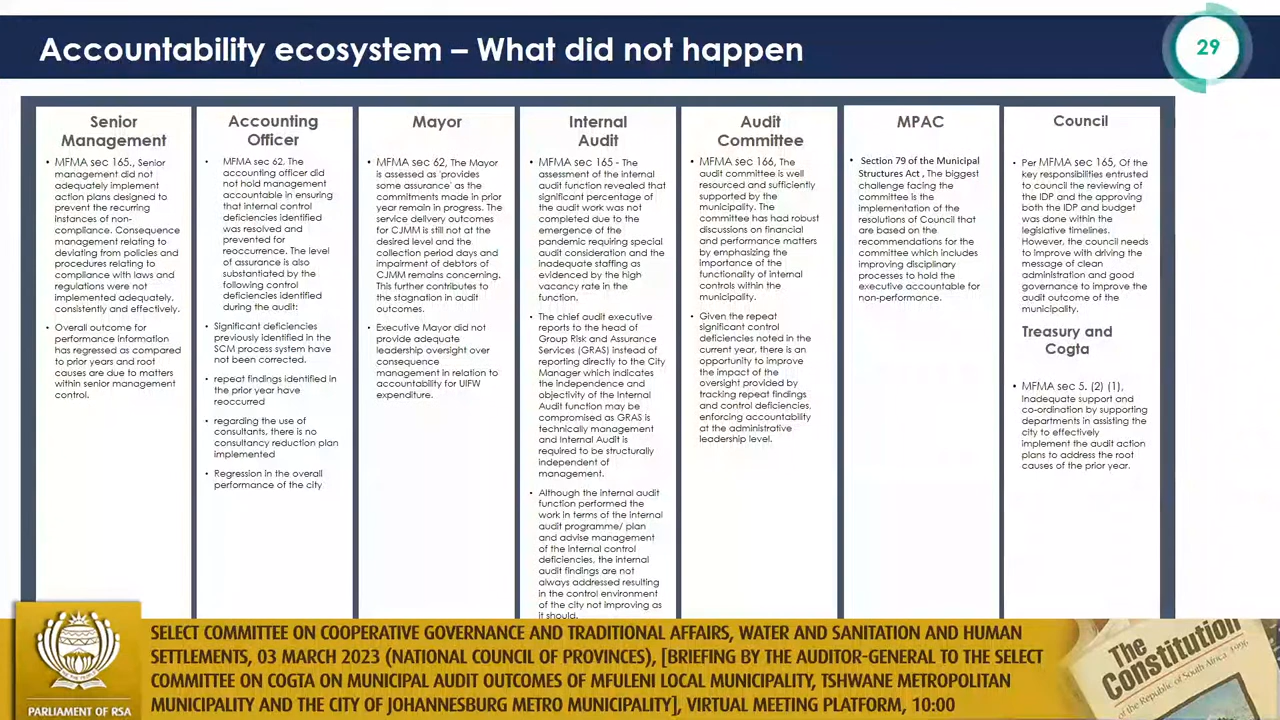 Accountability ecosystem – What did not happen
29
Senior
Management
• MFMA sec 165., Senior
management did not
adequately implement
action plans designed to
prevent the recurring
instances of non-
compliance. Consequence
management relating to
deviating from policies and
procedures relating to
compliance with laws and
regulations were not
implemented adequately,
consistently and effectively.
• Overall outcome for
performance information
has regressed as compared
to prior years and root
causes are due to matters
within senior management
control.
Accounting
Officer
• MFMA sec 62, The
accounting officer did
not hold management
accountable in ensuring
that internal control
deficiencies identified
was resolved and
prevented for
reoccurrence. The level
of assurance is also
substantiated by the
following control
deficiencies identified
during the audit:
• Significant deficiencies
previously identified in the
SCM process system have
not been corrected.
• repeat findings identified in
the prior year have
reoccurred
• regarding the use of
consultants, there is no
consultancy reduction plan
implemented
• Regression in the overall
performance of the city
Mayor
• MFMA sec 62, The Mayor
is assessed as 'provides
some assurance' as the
commitments made in prior
year remain in progress. The
service delivery outcomes
for CJMM is still not at the
desired level and the
collection period days and
impairment of debtors of
CJMM remains concerning.
This further contributes to
the stagnation in audit
outcomes.
• Executive Mayor did not
provide adequate
leadership oversight over
consequence
management in relation to
accountability for UIFW
expenditure.
Internal
Audit
• MFMA sec 165 - The
assessment of the internal
audit function revealed that
significant percentage of
the audit work was not
completed due to the
emergence of the
pandemic requiring special
audit consideration and the
inadequate staffing as
evidenced by the high
vacancy rate in the
function.
• The chief audit executive
reports to the head of
Group Risk and Assurance
Services (GRAS) instead of
reporting directly to the City
Manager which indicates
the independence and
objectivity of the Internal
Audit function may be
compromised as GRAS is
technically management
and Internal Audit is
required to be structurally
independent of
management.
• Although the internal audit
function performed the
work in terms of the internal
audit programme/ plan
and advise management
of the internal control
deficiencies, the internal
audit findings are not
always addressed resulting
in the control environment
of the city not improving as
it should.
Audit
Committee
• MFMA sec 166, The
audit committee is well
resourced and sufficiently
supported by the
municipality. The
committee has had robust
discussions on financial
and performance matters
by emphasizing the
importance of the
functionality of internal
controls within the
municipality.
• Given the repeat
significant control
deficiencies noted in the
current year, there is an
opportunity to improve
the impact of the
oversight provided by
tracking repeat findings
and control deficiencies,
enforcing accountability
at the administrative
leadership level.
MPAC
• Section 79 of the Municipal
Structures Act , The biggest
challenge facing the
committee is the
implementation of the
resolutions of Council that
are based on the
recommendations for the
committee which includes
improving disciplinary
processes to hold the
executive accountable for
non-performance.
Council
• Per MFMA sec 165, Of the
key responsibilities entrusted
to council the reviewing of
the IDP and the approving
both the IDP and budget
was done within the
legislative timelines.
However, the council needs
to improve with driving the
message of clean
administration and good
governance to improve the
audit outcome of the
municipality.
Treasury and
Cogta
• MFMA sec 5. (2) (1),
Inadequate support and
co-ordination by supporting
departments in assisting the
city to effectively
implement the audit action
plans to address the root
causes of the prior year.
SELECT COMMITTEE ON COOPERATIVE GOVERNANCE AND TRADITIONAL AFFAIRS, WATER AND SANITATION AND HUMAN
SETTLEMENTS, 03 MARCH 2023 (NATIONAL COUNCIL OF PROVINCES), [BRIEFING BY THE AUDITOR-GENERAL TO THE SELECT
COMMITTEE ON COGTA ON MUNICIPAL AUDIT OUTCOMES OF MFULENI LOCAL MUNICIPALITY, TSHWANE METROPOLITAN
MUNICIPALITY AND THE CITY OF JOHANNESBURG METRO MUNICIPALITY], VIRTUAL MEETING PLATFORM, 10:00
PARLIAMENT OF RSA
The
Constitution
of the Republic of South Africa, 1996